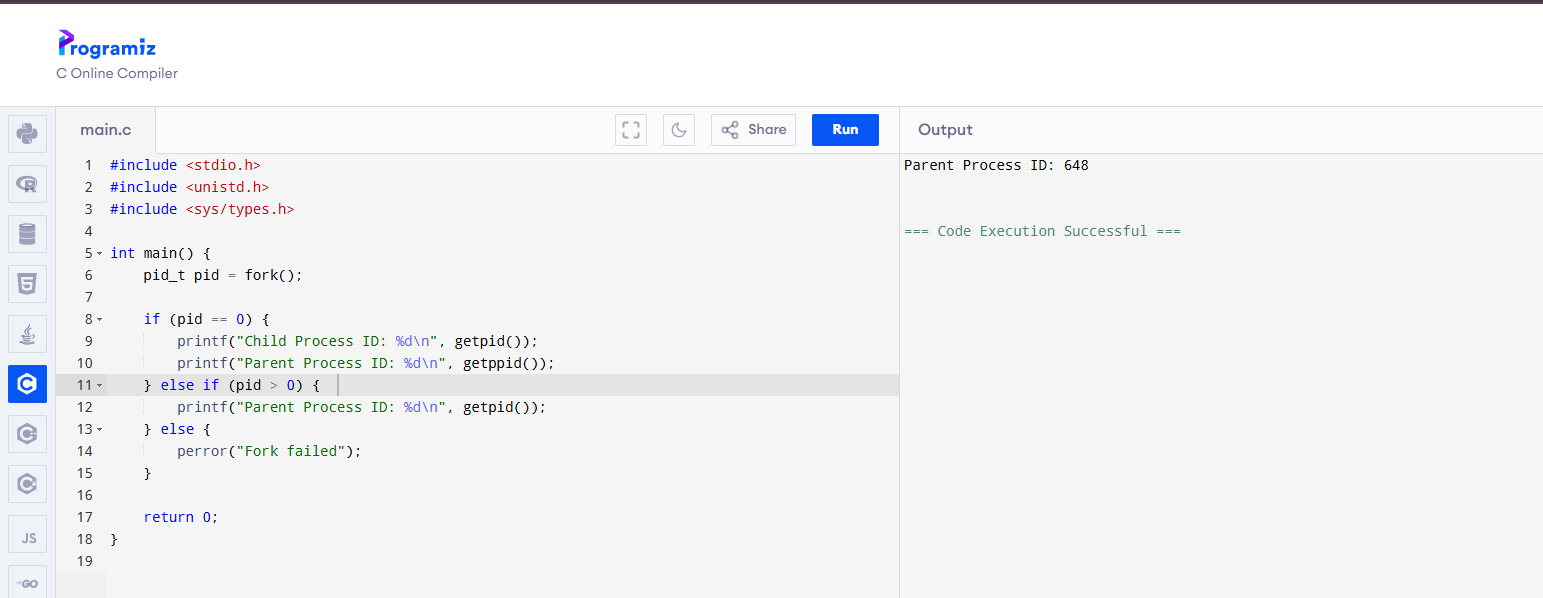 Programiz
C Online Compiler
main.c
Share
Run
Output
1 #include <stdio.h>
2 #include <unistd.h>
3 #include <sys/types.h>
4
5 int main() {
6     pid_t pid = fork();
7
8     if (pid == 0) {
9         printf("Child Process ID: %d\n", getpid());
10         printf("Parent Process ID: %d\n", getppid());
11     } else if (pid > 0) {
12         printf("Parent Process ID: %d\n", getpid());
13     } else {
14         perror("Fork failed");
15     }
16
17     return 0;
18 }
19
Parent Process ID: 648
=== Code Execution Successful ===
R
C
JS
GO